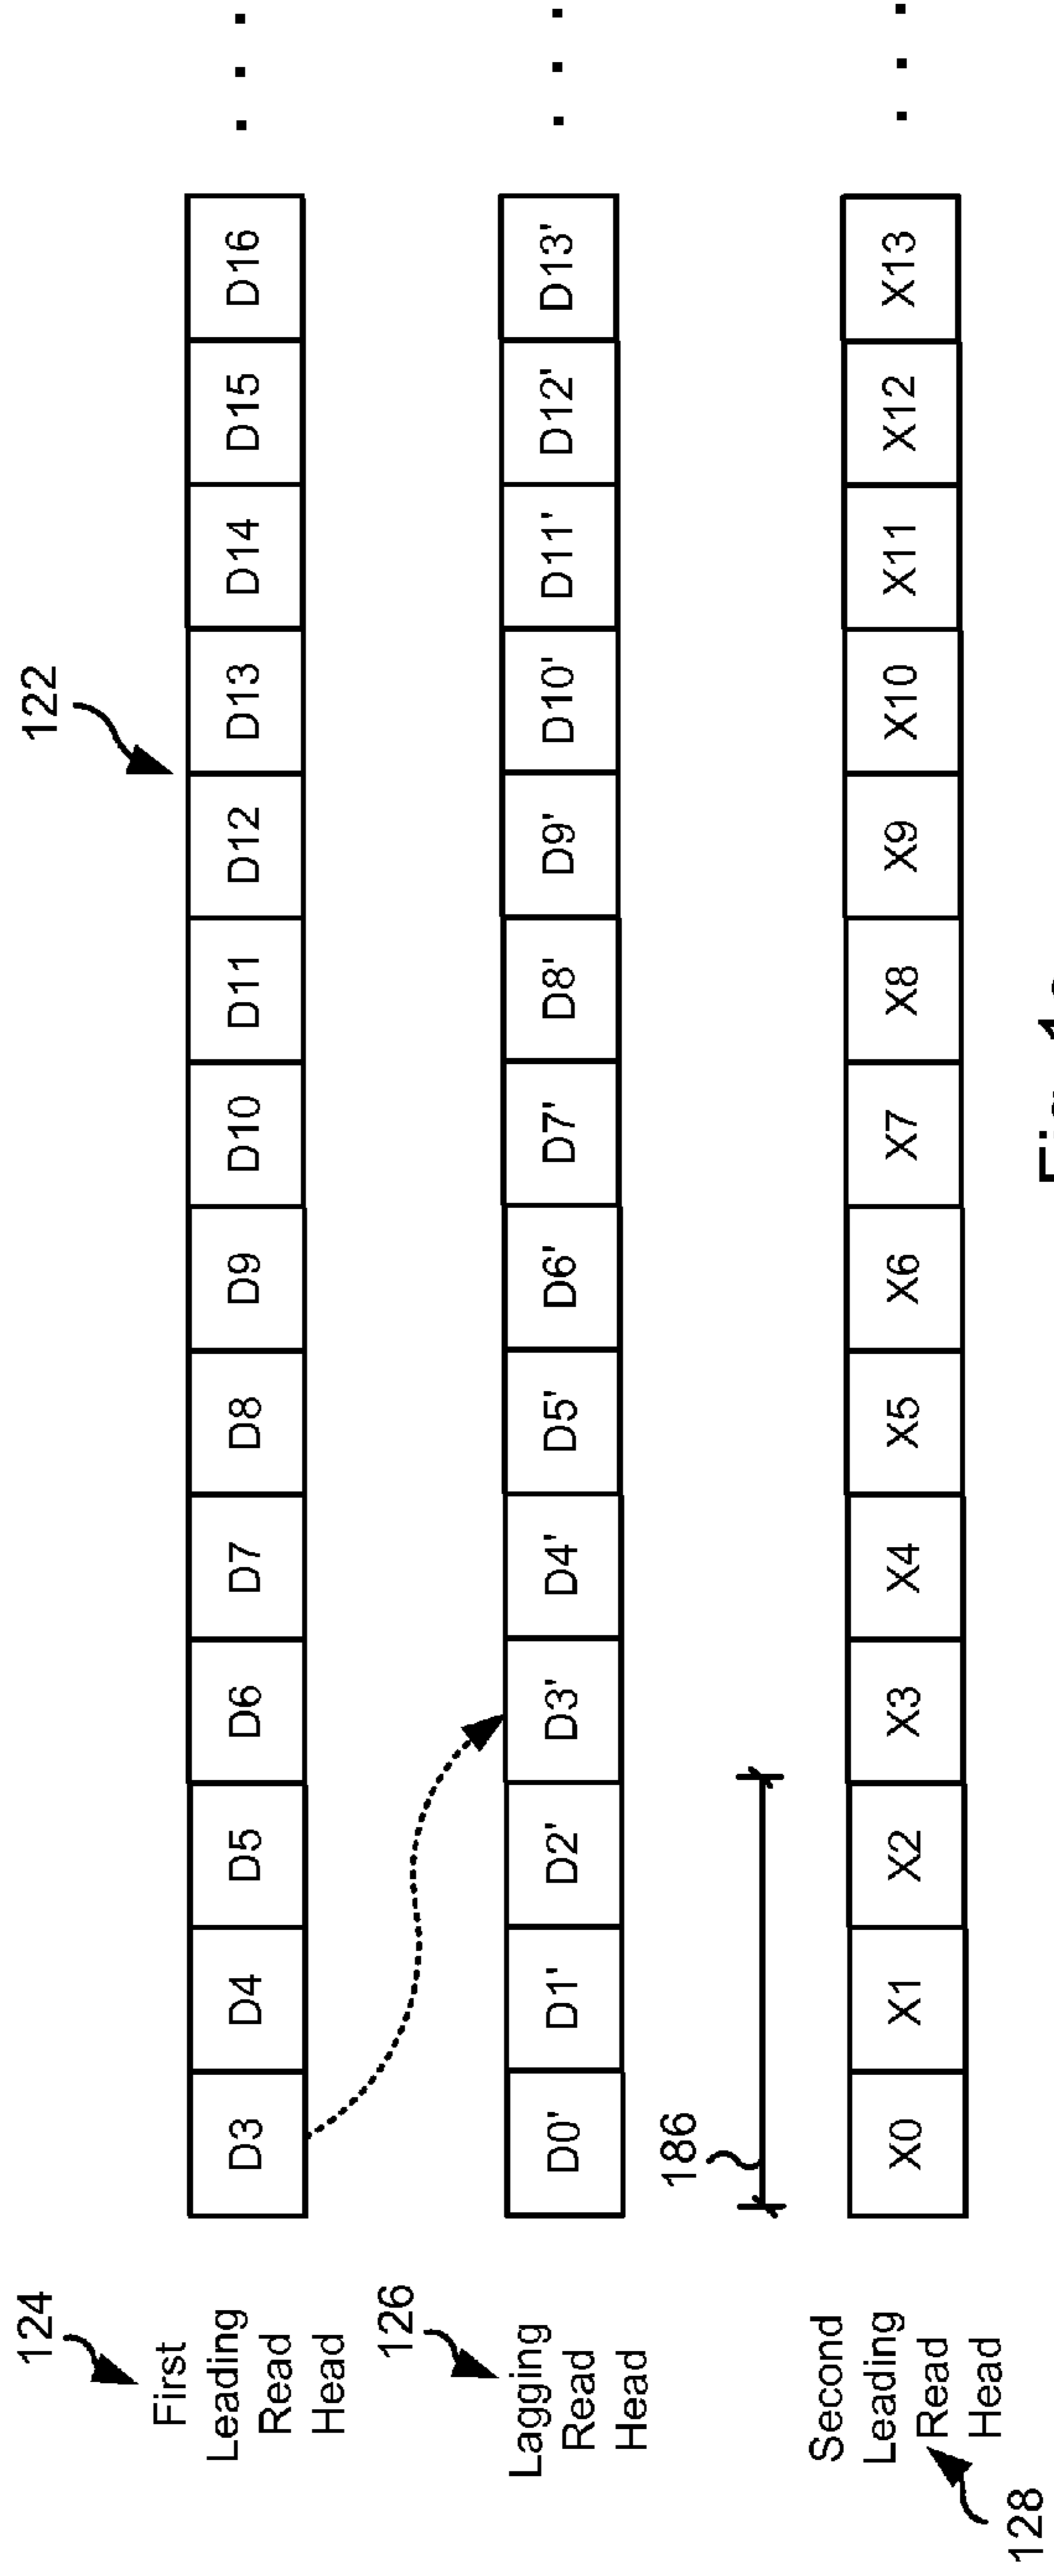 122
124
First
Leading
Read
Head
D3 D4 D5 D6 D7 D8 D9 D10 D11 D12 D13 D14 D15 D16 . . .
126
Lagging
Read
Head
D0' D1' D2' D3' D4' D5' D6' D7' D8' D9' D10' D11' D12' D13' . . .
186
Second
Leading
Read
Head
X0 X1 X2 X3 X4 X5 X6 X7 X8 X9 X10 X11 X12 X13 . . .
128